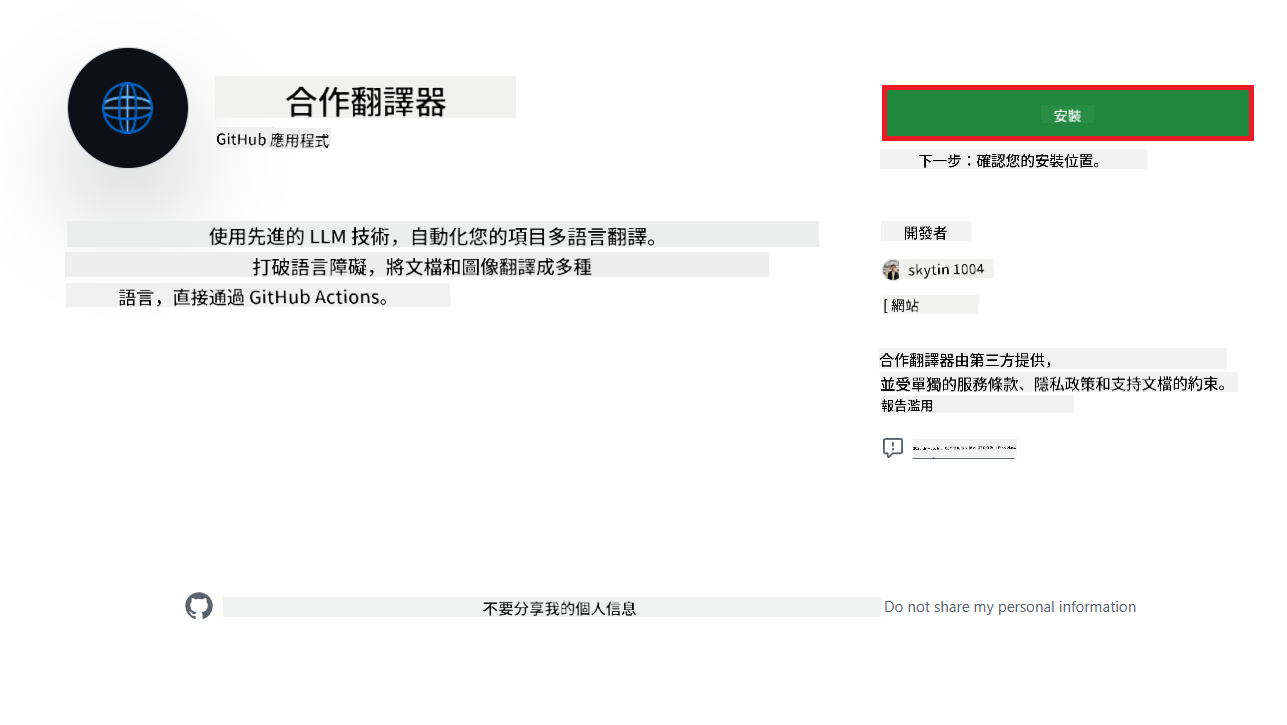 合作翻譯器
GitHub 應用程式
安裝
下一步：確認您的安裝位置。
使用先進的 LLM 技術，自動化您的項目多語言翻譯。
打破語言障礙，將文檔和圖像翻譯成多種
語言，直接通過 GitHub Actions。
開發者
skytin 1004
[ 網站
合作翻譯器由第三方提供，
並受單獨的服務條款、隱私政策和支持文檔的約束。
報告濫用
不要分享我的個人信息
Do not share my personal information